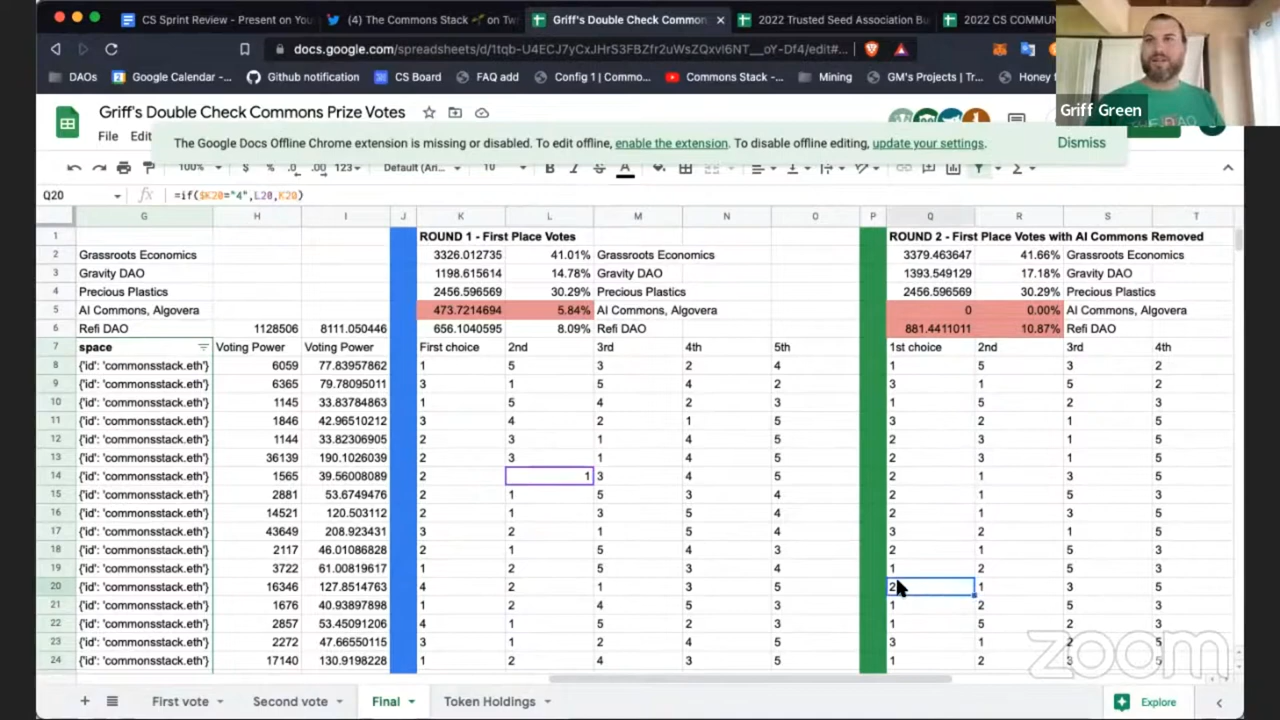 CS Sprint Review - Present on You
(4) The Commons Stack 🌱 on Tw
Griff's Double Check Common
2022 Trusted Seed Association Bu
2022 CS COMMUN
docs.google.com/spreadsheets/d/1tqb-U4ECJ7yCxJHrS3FBZfr2uWsZQxvl6NT__oY-Df4/edit#...
DAOs
Google Calendar -...
Github notification
CS Board
FAQ add
Config 1 | Commo...
Commons Stack -...
Mining
GM's Projects | Tr...
Honey
Griff Green
Griff's Double Check Commons Prize Votes
File Edit
The Google Docs Offline Chrome extension is missing or disabled. To edit offline, enable the extension. To disable offline editing, update your settings. Dismiss
100% $ % .0 .00 123 Default (Ari... 10 B I S A
Q20 fx =if($K20="4",L20,K20)
G H I J K L M N O P Q R S T
1 ROUND 1 - First Place Votes ROUND 2 - First Place Votes with AI Commons Removed
2 Grassroots Economics 3326.012735 41.01% Grassroots Economics 3379.463647 41.66% Grassroots Economics
3 Gravity DAO 1198.615614 14.78% Gravity DAO 1393.549129 17.18% Gravity DAO
4 Precious Plastics 2456.596569 30.29% Precious Plastics 2456.596569 30.29% Precious Plastics
5 AI Commons, Algovera 473.7214694 5.84% AI Commons, Algovera 0 0.00% AI Commons, Algovera
6 Refi DAO 1128506 8111.050446 656.1040595 8.09% Refi DAO 881.4411011 10.87% Refi DAO
7 space Voting Power Voting Power First choice 2nd 3rd 4th 5th 1st choice 2nd 3rd 4th
8 {'id': 'commonsstack.eth'} 6059 77.83957862 1 5 3 2 4 1 5 3 2
9 {'id': 'commonsstack.eth'} 6365 79.78095011 3 1 5 4 2 3 1 5 2
10 {'id': 'commonsstack.eth'} 1145 33.83784863 1 5 4 2 3 1 5 2 3
11 {'id': 'commonsstack.eth'} 1846 42.96510212 3 4 2 1 5 3 2 1 5
12 {'id': 'commonsstack.eth'} 1144 33.82306905 2 3 1 4 5 2 3 1 5
13 {'id': 'commonsstack.eth'} 36139 190.1026039 2 3 1 4 5 2 3 1 5
14 {'id': 'commonsstack.eth'} 1565 39.56008089 2 1 3 4 5 2 1 3 5
15 {'id': 'commonsstack.eth'} 2881 53.6749476 2 1 5 3 4 2 1 5 3
16 {'id': 'commonsstack.eth'} 14521 120.503112 2 1 3 5 4 2 1 3 5
17 {'id': 'commonsstack.eth'} 43649 208.923431 3 2 1 5 4 3 2 1 5
18 {'id': 'commonsstack.eth'} 2117 46.01086828 2 1 5 4 3 2 1 5 3
19 {'id': 'commonsstack.eth'} 3722 61.00819167 1 2 5 3 4 1 2 5 3
20 {'id': 'commonsstack.eth'} 16346 127.8514763 4 2 1 3 5 2 1 3 5
21 {'id': 'commonsstack.eth'} 1676 40.93897898 1 2 4 5 3 1 2 5 3
22 {'id': 'commonsstack.eth'} 2857 53.45091206 4 1 5 2 3 1 5 2 3
23 {'id': 'commonsstack.eth'} 2272 47.66550115 3 1 2 4 5 3 1 2 5
24 {'id': 'commonsstack.eth'} 17140 130.9198228 1 2 4 3 5 1 2 3 5
zoom
First vote Second vote Final Token Holdings Explore